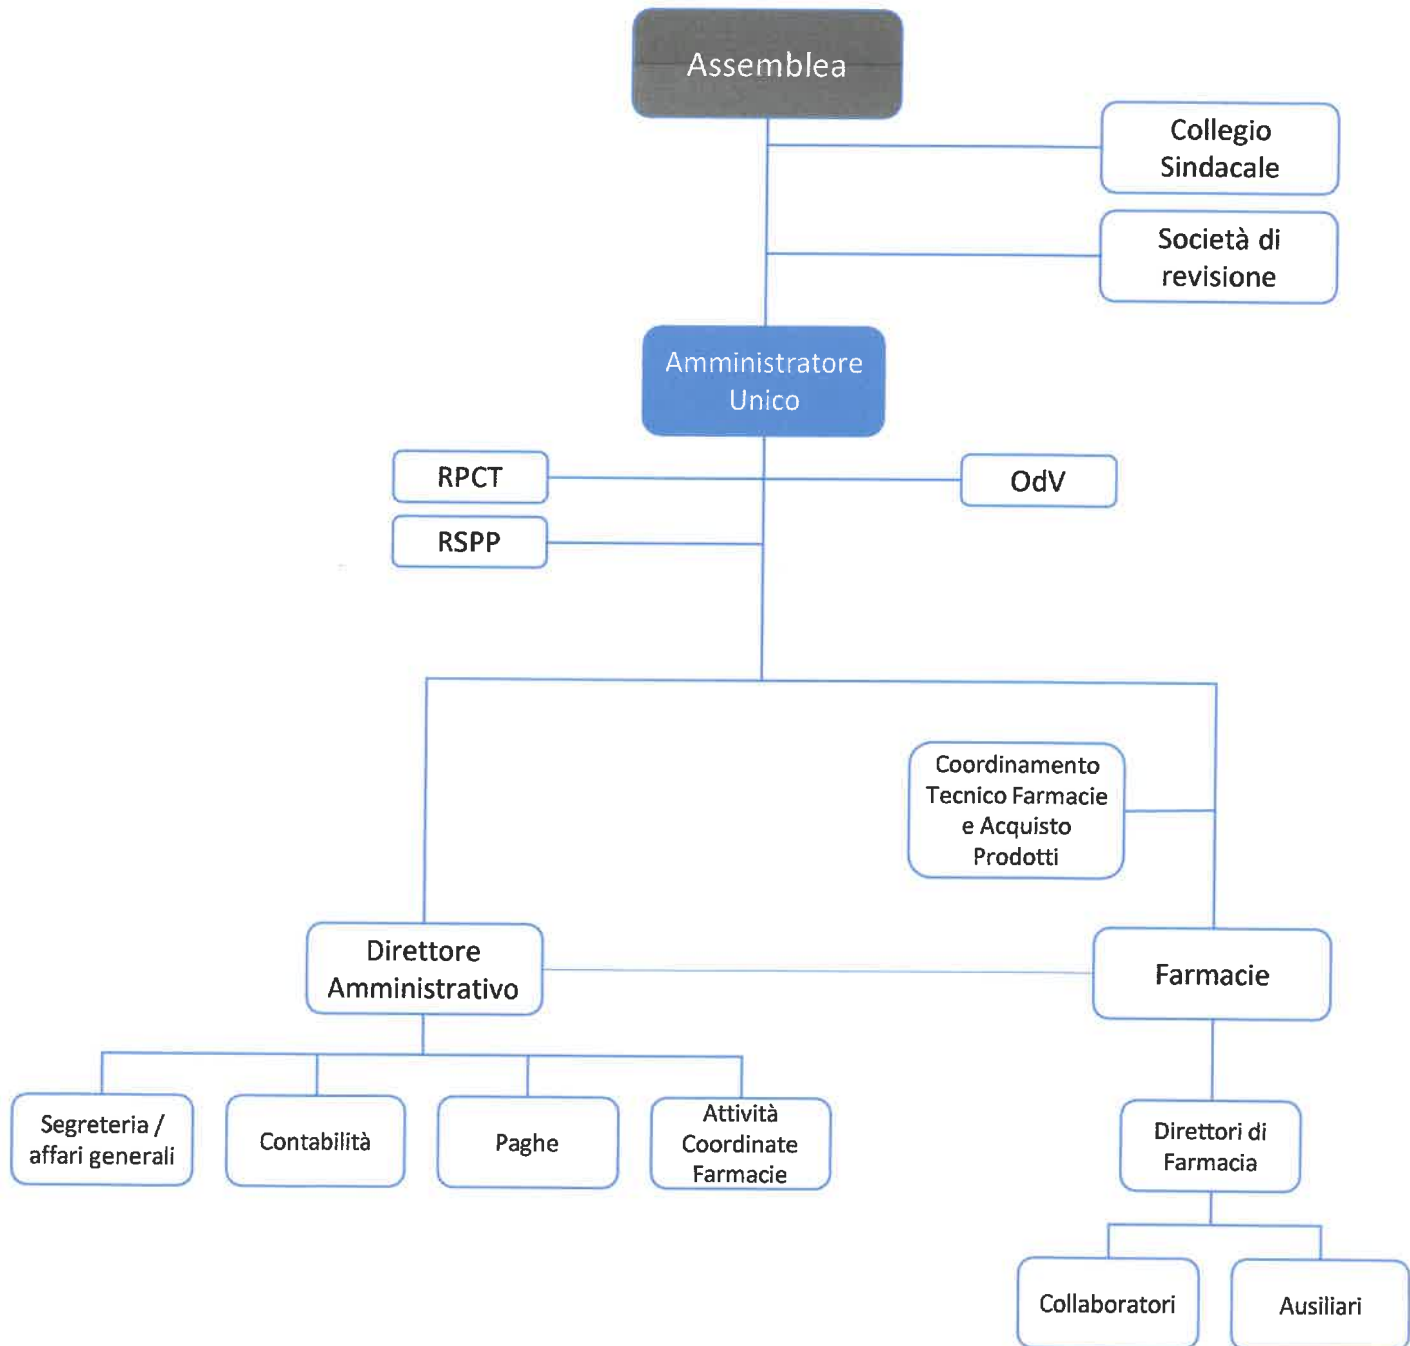 Assemblea
Collegio
Sindacale
Società di
revisione
Amministratore
Unico
RPCT
OdV
RSPP
Coordinamento
Tecnico Farmacie
e Acquisto
Prodotti
Direttore
Amministrativo
Farmacie
Segreteria /
affari generali
Contabilità
Paghe
Attività
Coordinate
Farmacie
Direttori di
Farmacia
Collaboratori
Ausiliari